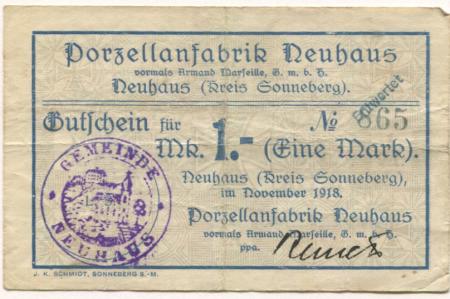 Porzellanfabrik Neuhaus
vormals Armand Marseille, G. m. b. H.
Neuhaus (Kreis Sonneberg).
Entwertet
Gutschein für № 865
Mk. 1.- (Eine Mark).
Neuhaus (Kreis Sonneberg),
im November 1918.
Porzellanfabrik Neuhaus
vormals Armand Marseille, G. m. b. H.
ppa.
GEMEINDE
NEUHAUS
J. K. SCHMIDT, SONNEBERG S.-M.